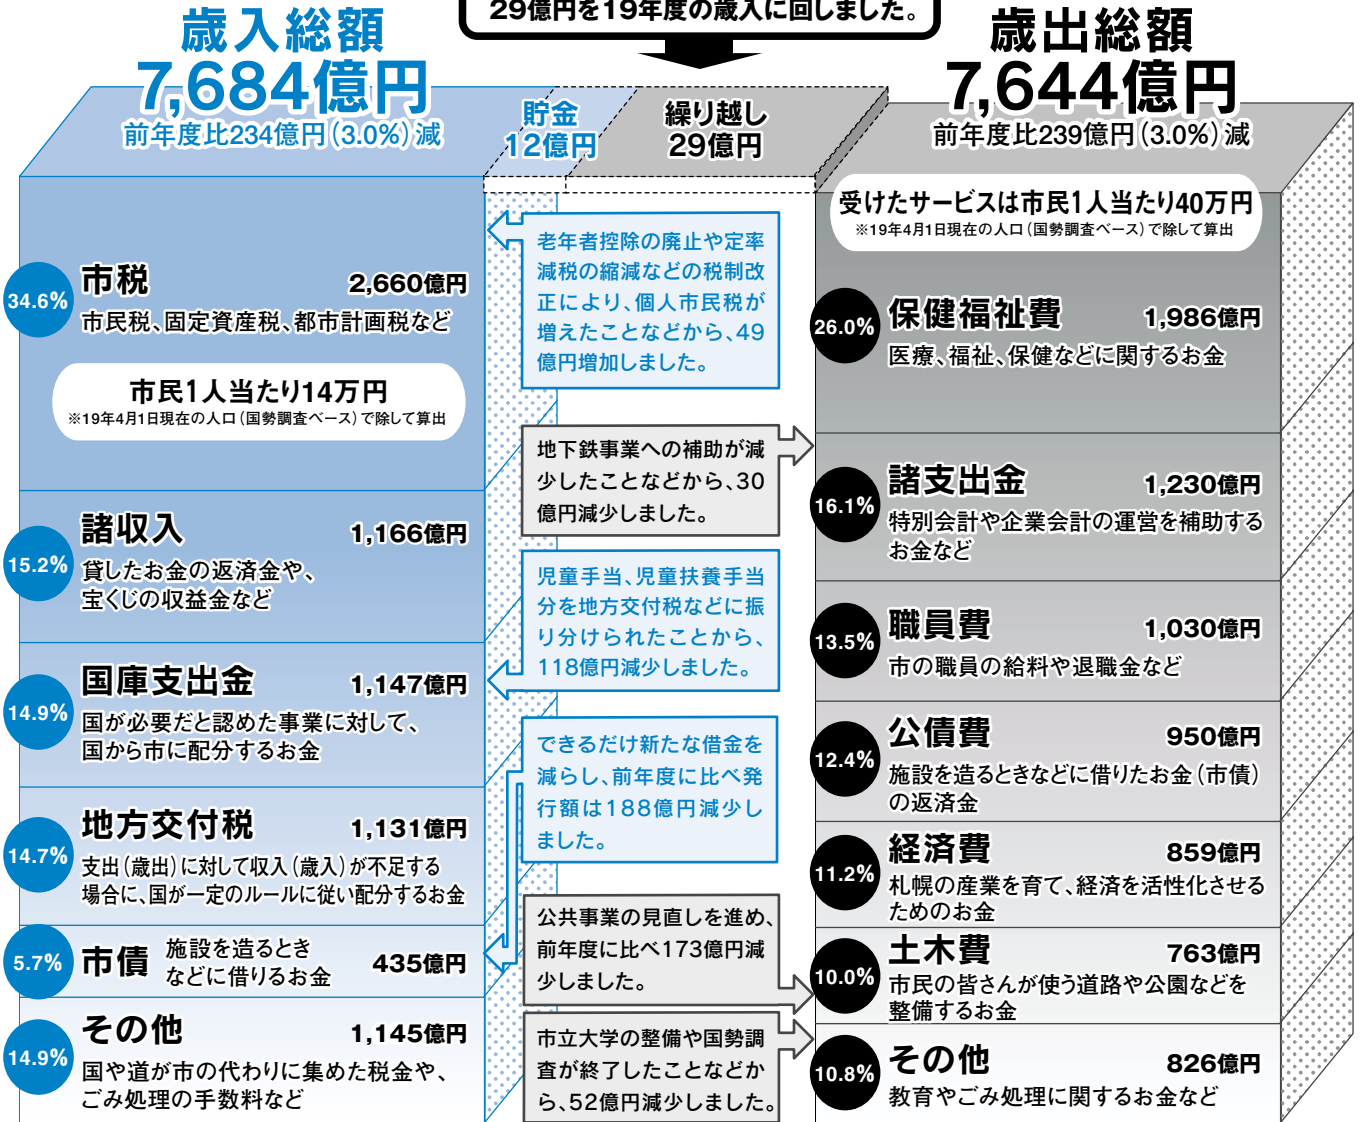 29億円を19年度の歳入に回しました。
歳入総額
7,684億円
前年度比234億円(3.0%)減
貯金
12億円
繰り越し
29億円
歳出総額
7,644億円
前年度比239億円(3.0%)減
34.6%
市税
2,660億円
市民税、固定資産税、都市計画税など
市民1人当たり14万円
※19年4月1日現在の人口(国勢調査ベース)で除して算出
15.2%
諸収入
1,166億円
貸したお金の返済金や、
宝くじの収益金など
14.9%
国庫支出金
1,147億円
国が必要だと認めた事業に対して、
国から市に配分するお金
14.7%
地方交付税
1,131億円
支出(歳出)に対して収入(歳入)が不足する
場合に、国が一定のルールに従い配分するお金
5.7%
市債
施設を造るとき
などに借りるお金
435億円
14.9%
その他
1,145億円
国や道が市の代わりに集めた税金や、
ごみ処理の手数料など
老年者控除の廃止や定率
減税の縮減などの税制改
正により、個人市民税が
増えたことなどから、49
億円増加しました。
地下鉄事業への補助が減
少したことなどから、30
億円減少しました。
児童手当、児童扶養手当
分を地方交付税などに振
り分けられたことから、
118億円減少しました。
できるだけ新たな借金を
減らし、前年度に比べ発
行額は188億円減少し
ました。
公共事業の見直しを進め、
前年度に比べ173億円減
少しました。
市立大学の整備や国勢調
査が終了したことなどか
ら、52億円減少しました。
受けたサービスは市民1人当たり40万円
※19年4月1日現在の人口(国勢調査ベース)で除して算出
26.0%
保健福祉費
1,986億円
医療、福祉、保健などに関するお金
16.1%
諸支出金
1,230億円
特別会計や企業会計の運営を補助する
お金など
13.5%
職員費
1,030億円
市の職員の給料や退職金など
12.4%
公債費
950億円
施設を造るときなどに借りたお金(市債)
の返済金
11.2%
経済費
859億円
札幌の産業を育て、経済を活性化させる
ためのお金
10.0%
土木費
763億円
市民の皆さんが使う道路や公園などを
整備するお金
10.8%
その他
826億円
教育やごみ処理に関するお金など